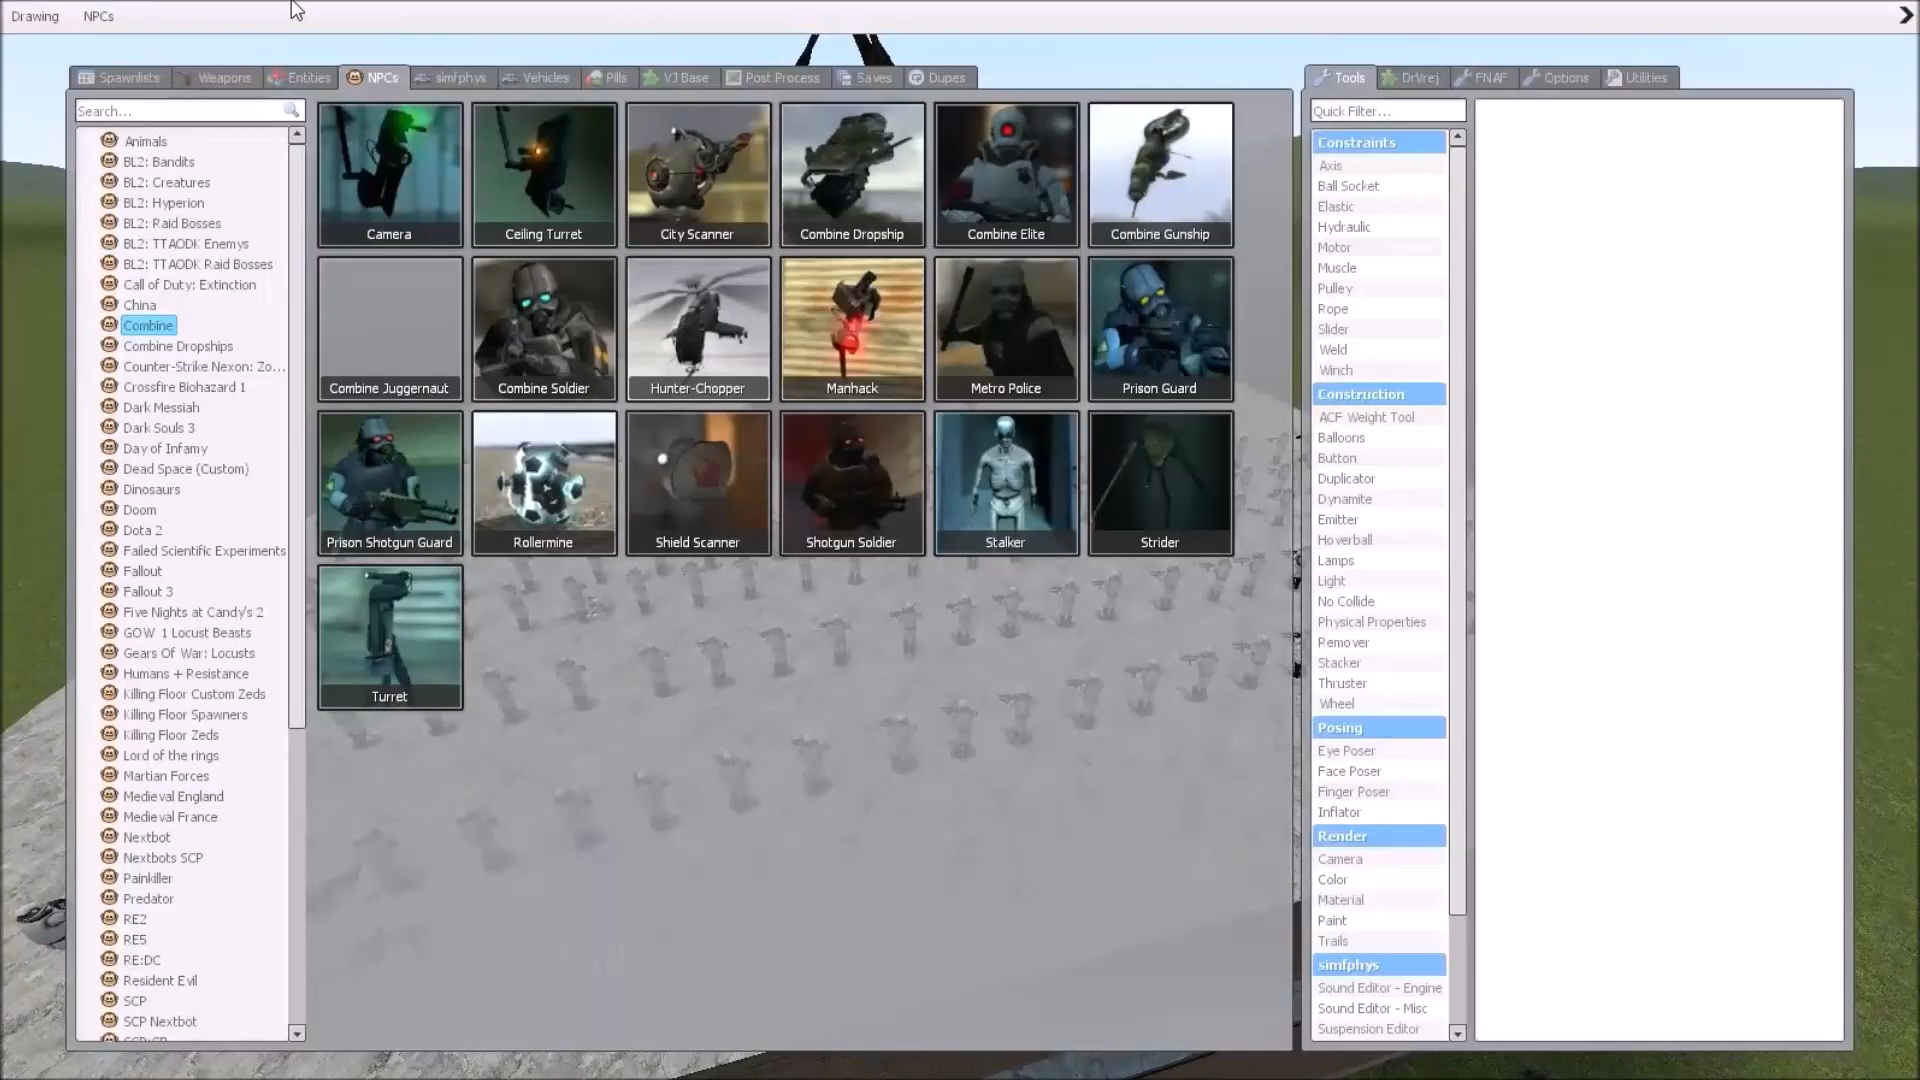 Drawing NPCs
Spawnlists Weapons Entities NPCs simfphys Vehicles Pills VJ Base Post Process Saves Dupes
Search...
Animals
BL2: Bandits
BL2: Creatures
BL2: Hyperion
BL2: Raid Bosses
BL2: TTAODK Enemys
BL2: TTAODK Raid Bosses
Call of Duty: Extinction
China
Combine
Combine Dropships
Counter-Strike Nexon: Zo...
Crossfire Biohazard 1
Dark Messiah
Dark Souls 3
Day of Infamy
Dead Space (Custom)
Dinosaurs
Doom
Dota 2
Failed Scientific Experiments
Fallout
Fallout 3
Five Nights at Candy's 2
GOW 1 Locust Beasts
Gears Of War: Locusts
Humans + Resistance
Killing Floor Custom Zeds
Killing Floor Spawners
Killing Floor Zeds
Lord of the rings
Martian Forces
Medieval England
Medieval France
Nextbot
Nextbots SCP
Painkiller
Predator
RE2
RE5
RE:DC
Resident Evil
SCP
SCP Nextbot
Camera Ceiling Turret City Scanner Combine Dropship Combine Elite Combine Gunship
Combine Juggernaut Combine Soldier Hunter-Chopper Manhack Metro Police Prison Guard
Prison Shotgun Guard Rollermine Shield Scanner Shotgun Soldier Stalker Strider
Turret
Tools DrVrej FNAF Options Utilities
Quick Filter...
Constraints
Axis
Ball Socket
Elastic
Hydraulic
Motor
Muscle
Pulley
Rope
Slider
Weld
Winch
Construction
ACF Weight Tool
Balloons
Button
Duplicator
Dynamite
Emitter
Hoverball
Lamps
Light
No Collide
Physical Properties
Remover
Stacker
Thruster
Wheel
Posing
Eye Poser
Face Poser
Finger Poser
Inflator
Render
Camera
Color
Material
Paint
Trails
simfphys
Sound Editor - Engine
Sound Editor - Misc
Suspension Editor